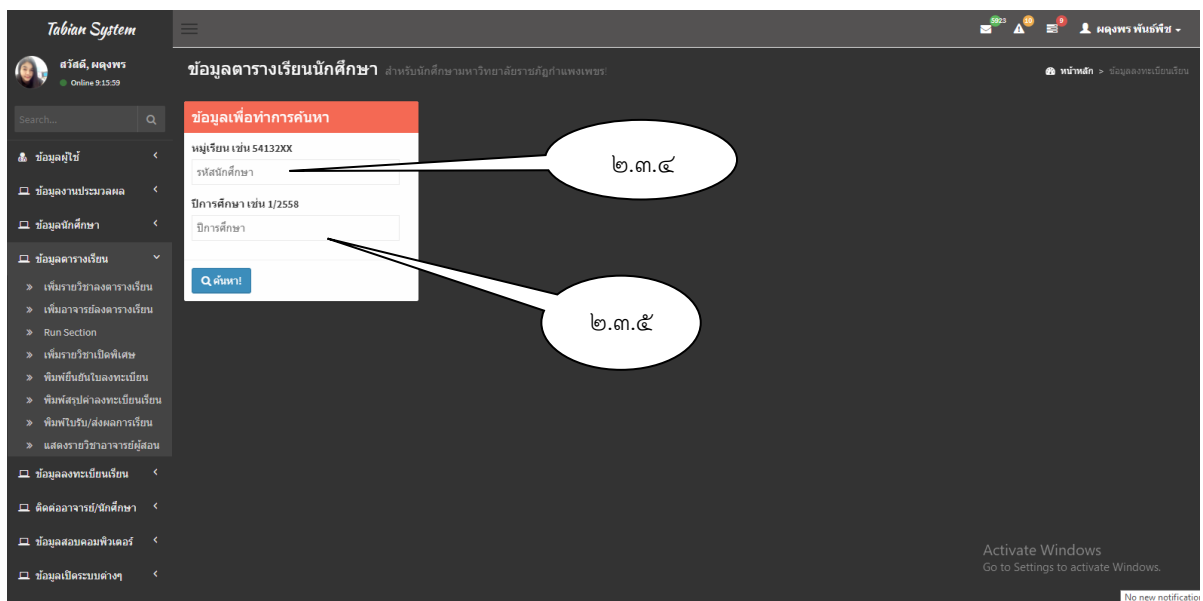 Tabian System
5923
10
9
ผดุงพร พันธ์พืช
สวัสดี, ผดุงพร
Online 9:15:59
ข้อมูลตารางเรียนนักศึกษา สำหรับนักศึกษามหาวิทยาลัยราชภัฏกำแพงเพชร!
หน้าหลัก > ข้อมูลลงทะเบียนเรียน
Search...
ข้อมูลเพื่อทำการค้นหา
หมู่เรียน เช่น 54132XX
รหัสนักศึกษา
๒.๓.๔
ปีการศึกษา เช่น 1/2558
ปีการศึกษา
ค้นหา!
๒.๓.๕
ข้อมูลผู้ใช้
ข้อมูลงานประมวลผล
ข้อมูลนักศึกษา
ข้อมูลตารางเรียน
เพิ่มรายวิชาลงตารางเรียน
เพิ่มอาจารย์ลงตารางเรียน
Run Section
เพิ่มรายวิชาเปิดพิเศษ
พิมพ์ยืนยันใบลงทะเบียน
พิมพ์สรุปค่าลงทะเบียนเรียน
พิมพ์ใบรับ/ส่งผลการเรียน
แสดงรายวิชาอาจารย์ผู้สอน
ข้อมูลลงทะเบียนเรียน
ติดต่ออาจารย์/นักศึกษา
ข้อมูลสอบคอมพิวเตอร์
ข้อมูลเปิดระบบต่างๆ
Activate Windows
Go to Settings to activate Windows.
No new notification